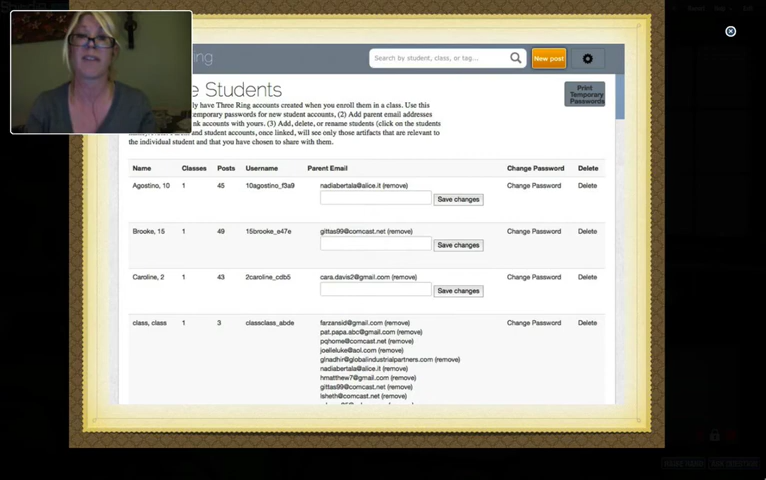 ing
Search by student, class, or tag...
New post
e Students
Print
Temporary
Passwords
ly have Three Ring accounts created when you enroll them in a class. Use this
temporary passwords for new student accounts, (2) Add parent email addresses
nk accounts with yours. (3) Add, delete, or rename students (click on the students
and student accounts, once linked, will see only those artifacts that are relevant to
the individual student and that you have chosen to share with them.
Name Classes Posts Username Parent Email Change Password Delete
Agostino, 10 1 45 10agostino_f3a9 nadiabertala@alice.it (remove) Change Password Delete
Save changes
Brooke, 15 1 49 15brooke_e47e gittas99@comcast.net (remove) Change Password Delete
Save changes
Caroline, 2 1 43 2caroline_cdb5 cara.davis2@gmail.com (remove) Change Password Delete
Save changes
class, class 1 3 classclass_abde farzansid@gmail.com (remove) Change Password Delete
pat.papa.abc@gmail.com (remove)
pqhome@comcast.net (remove)
joelleluke@aol.com (remove)
glnadhir@globalindustrialpartners.com (remove)
nadiabertala@alice.it (remove)
hmatthew7@gmail.com (remove)
gittas99@comcast.net (remove)
lsheth@comcast.net (remove)